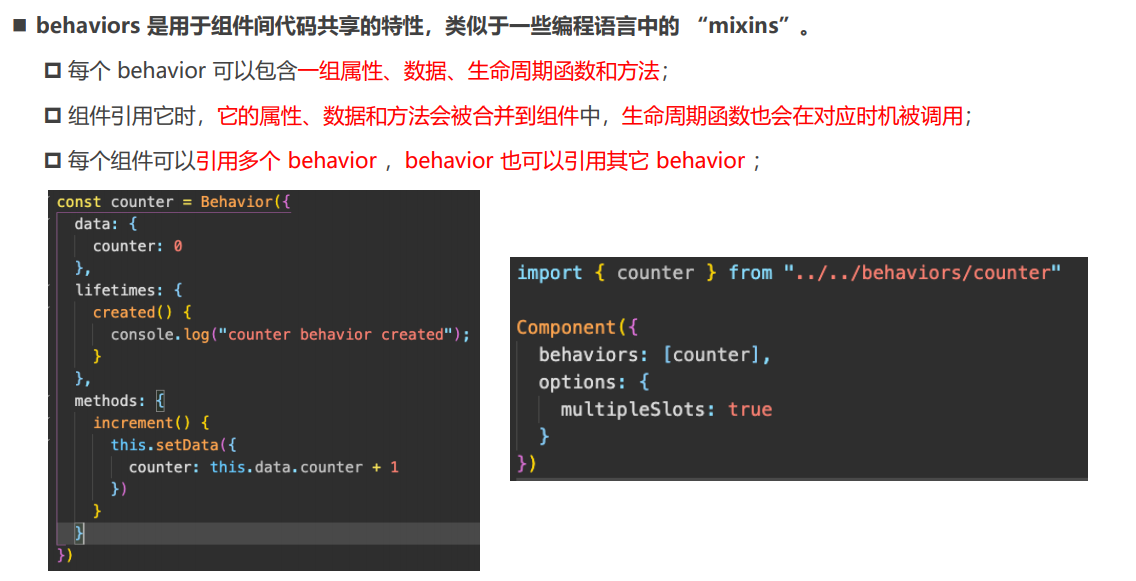 behaviors 是用于组件间代码共享的特性，类似于一些编程语言中的 “mixins”。
每个 behavior 可以包含一组属性、数据、生命周期函数和方法；
组件引用它时，它的属性、数据和方法会被合并到组件中，生命周期函数也会在对应时机被调用；
每个组件可以引用多个 behavior ，behavior 也可以引用其它 behavior ；
const counter = Behavior({
  data: {
    counter: 0
  },
  lifetimes: {
    created() {
      console.log("counter behavior created");
    }
  },
  methods: {
    increment() {
      this.setData({
        counter: this.data.counter + 1
      })
    }
  }
})
import { counter } from "../../behaviors/counter"
Component({
  behaviors: [counter],
  options: {
    multipleSlots: true
  }
})